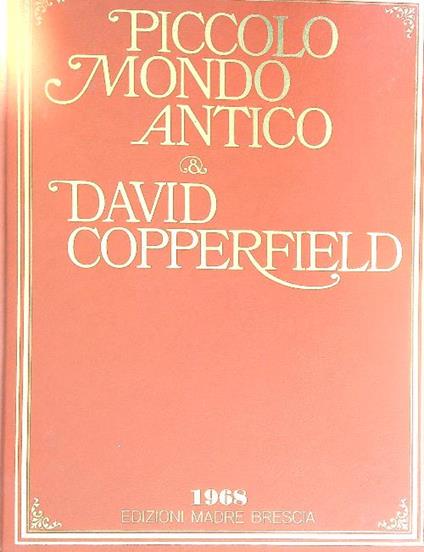 PICCOLO
MONDO
ANTICO
&
DAVID
COPPERFIELD
1968
EDIZIONI MADRE BRESCIA